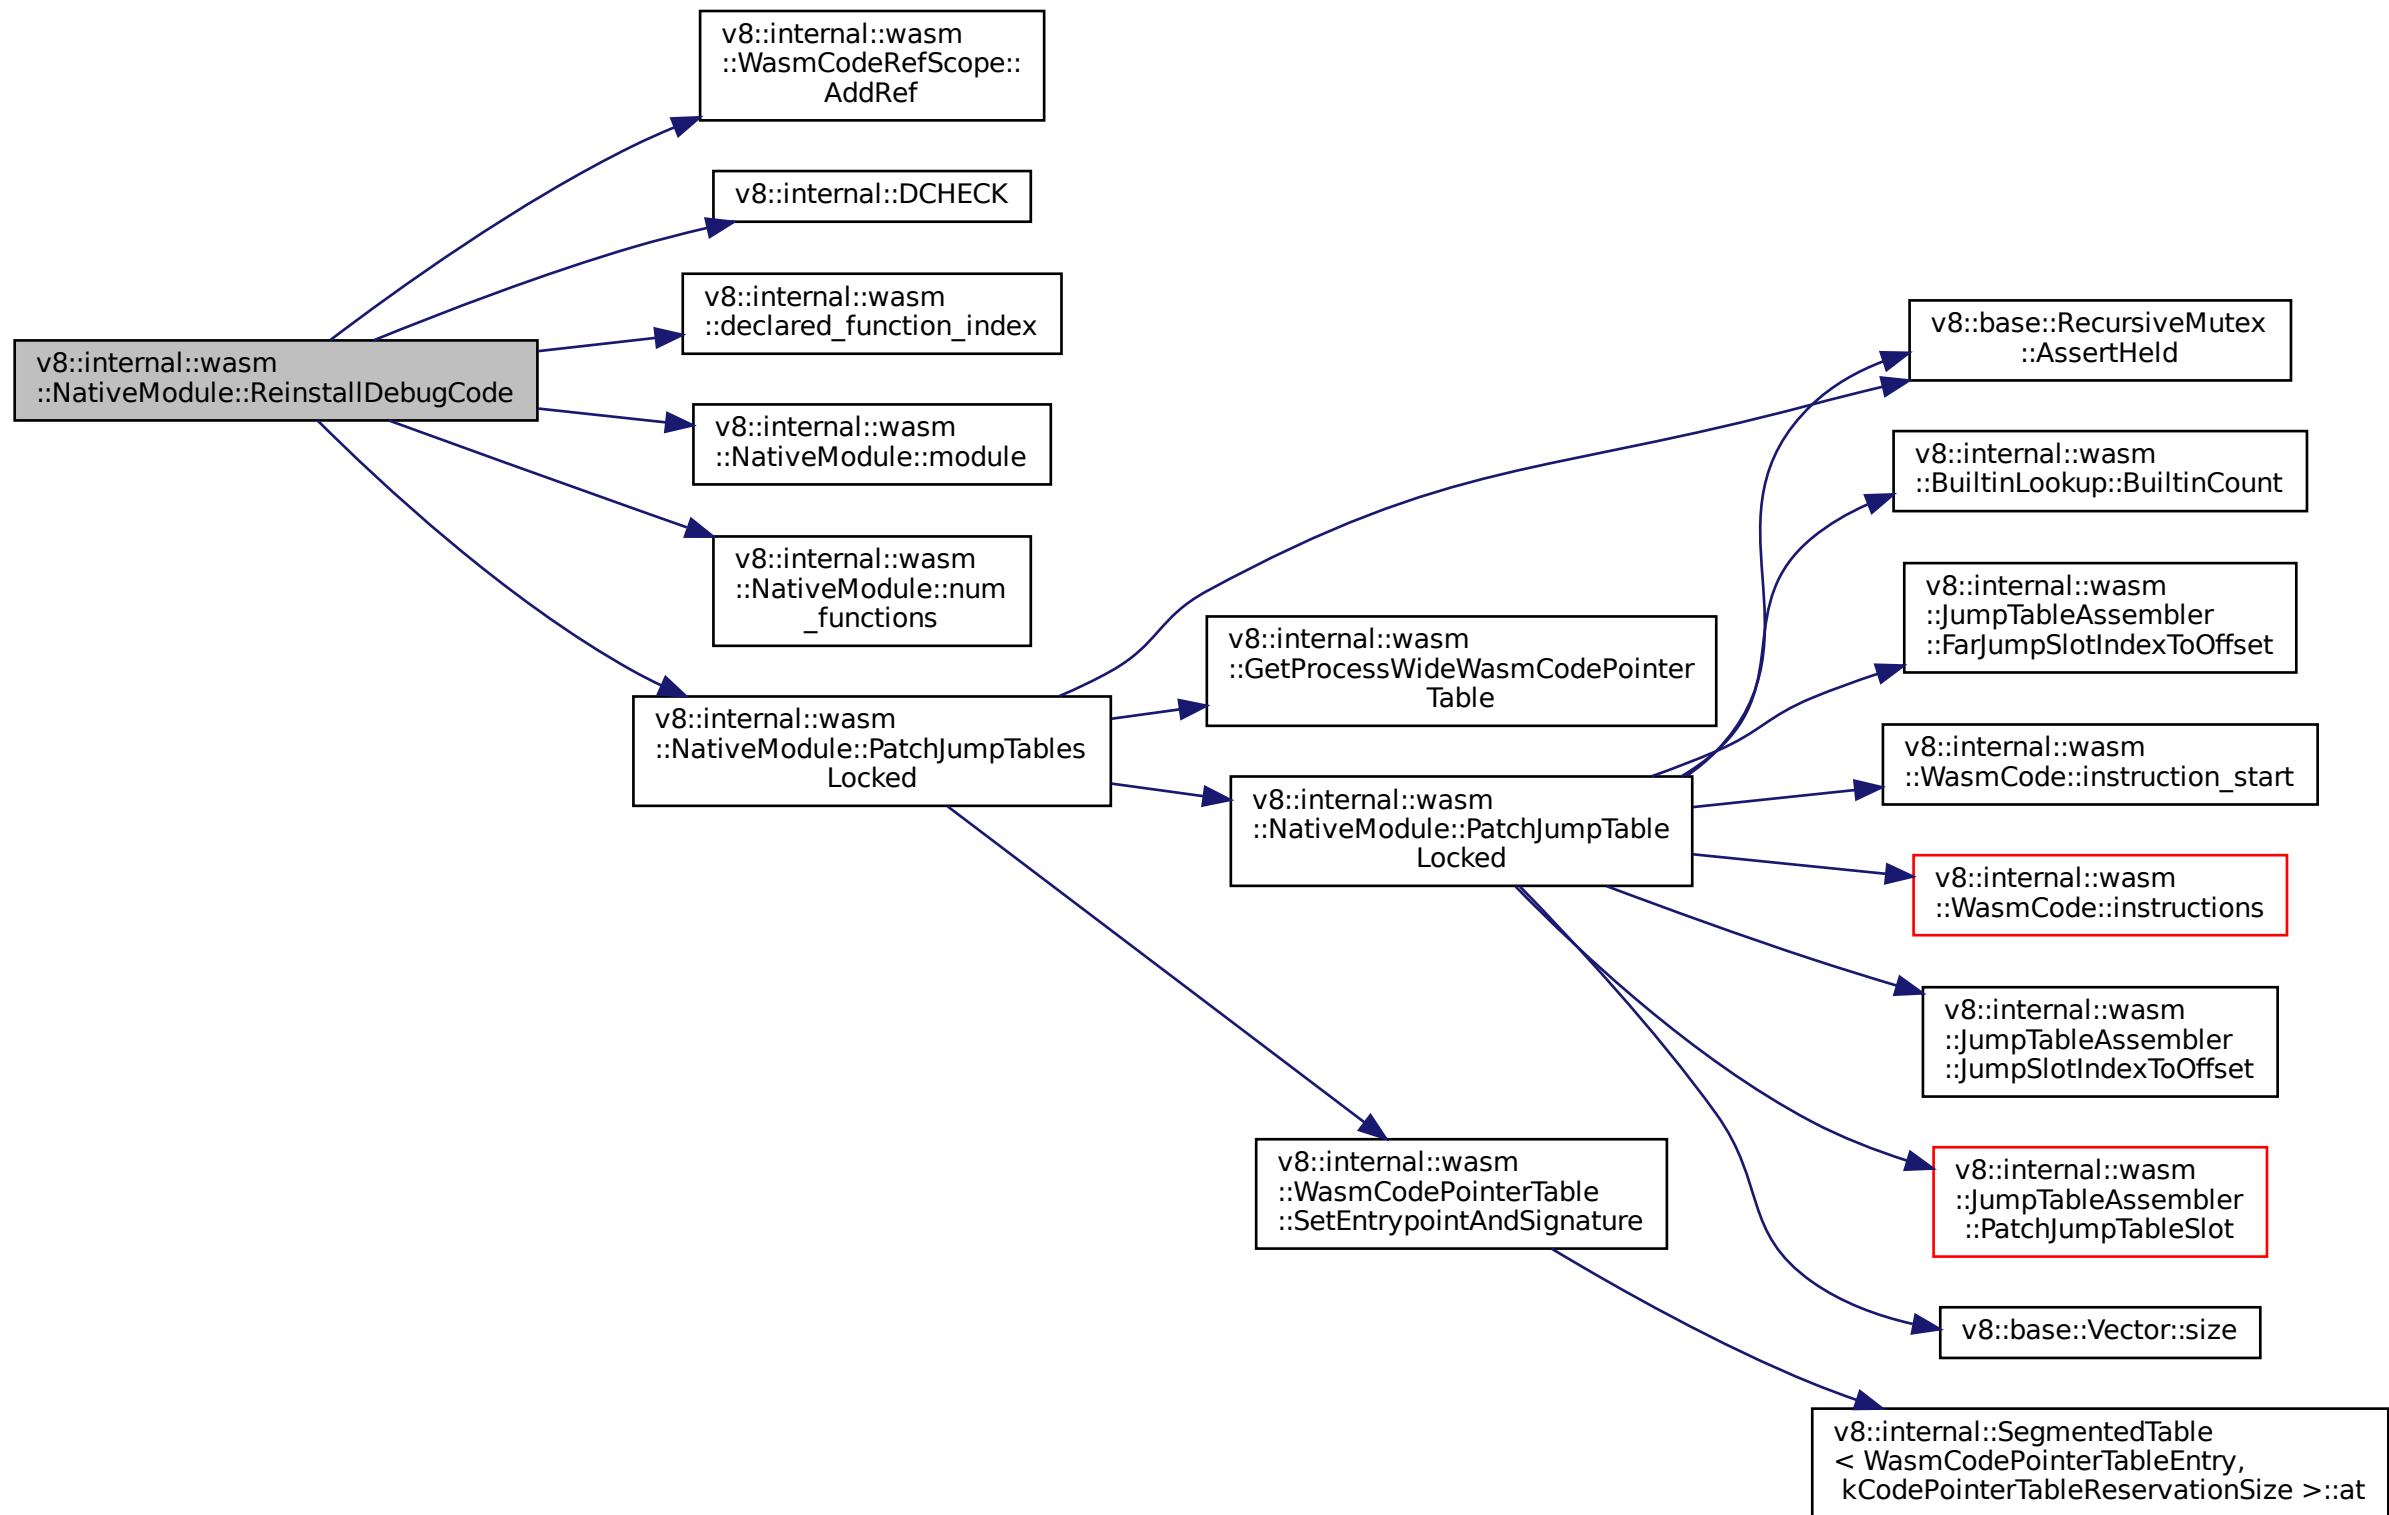 v8::internal::wasm
::NativeModule::ReinstallDebugCode
v8::internal::wasm
::WasmCodeRefScope::
AddRef
v8::internal::DCHECK
v8::internal::wasm
::declared_function_index
v8::internal::wasm
::NativeModule::module
v8::internal::wasm
::NativeModule::num
_functions
v8::internal::wasm
::NativeModule::PatchJumpTables
Locked
v8::internal::wasm
::GetProcessWideWasmCodePointer
Table
v8::internal::wasm
::NativeModule::PatchJumpTable
Locked
v8::internal::wasm
::WasmCodePointerTable
::SetEntrypointAndSignature
v8::base::RecursiveMutex
::AssertHeld
v8::internal::wasm
::BuiltinLookup::BuiltinCount
v8::internal::wasm
::JumpTableAssembler
::FarJumpSlotIndexToOffset
v8::internal::wasm
::WasmCode::instruction_start
v8::internal::wasm
::WasmCode::instructions
v8::internal::wasm
::JumpTableAssembler
::JumpSlotIndexToOffset
v8::internal::wasm
::JumpTableAssembler
::PatchJumpTableSlot
v8::base::Vector::size
v8::internal::SegmentedTable
< WasmCodePointerTableEntry,
kCodePointerTableReservationSize >::at